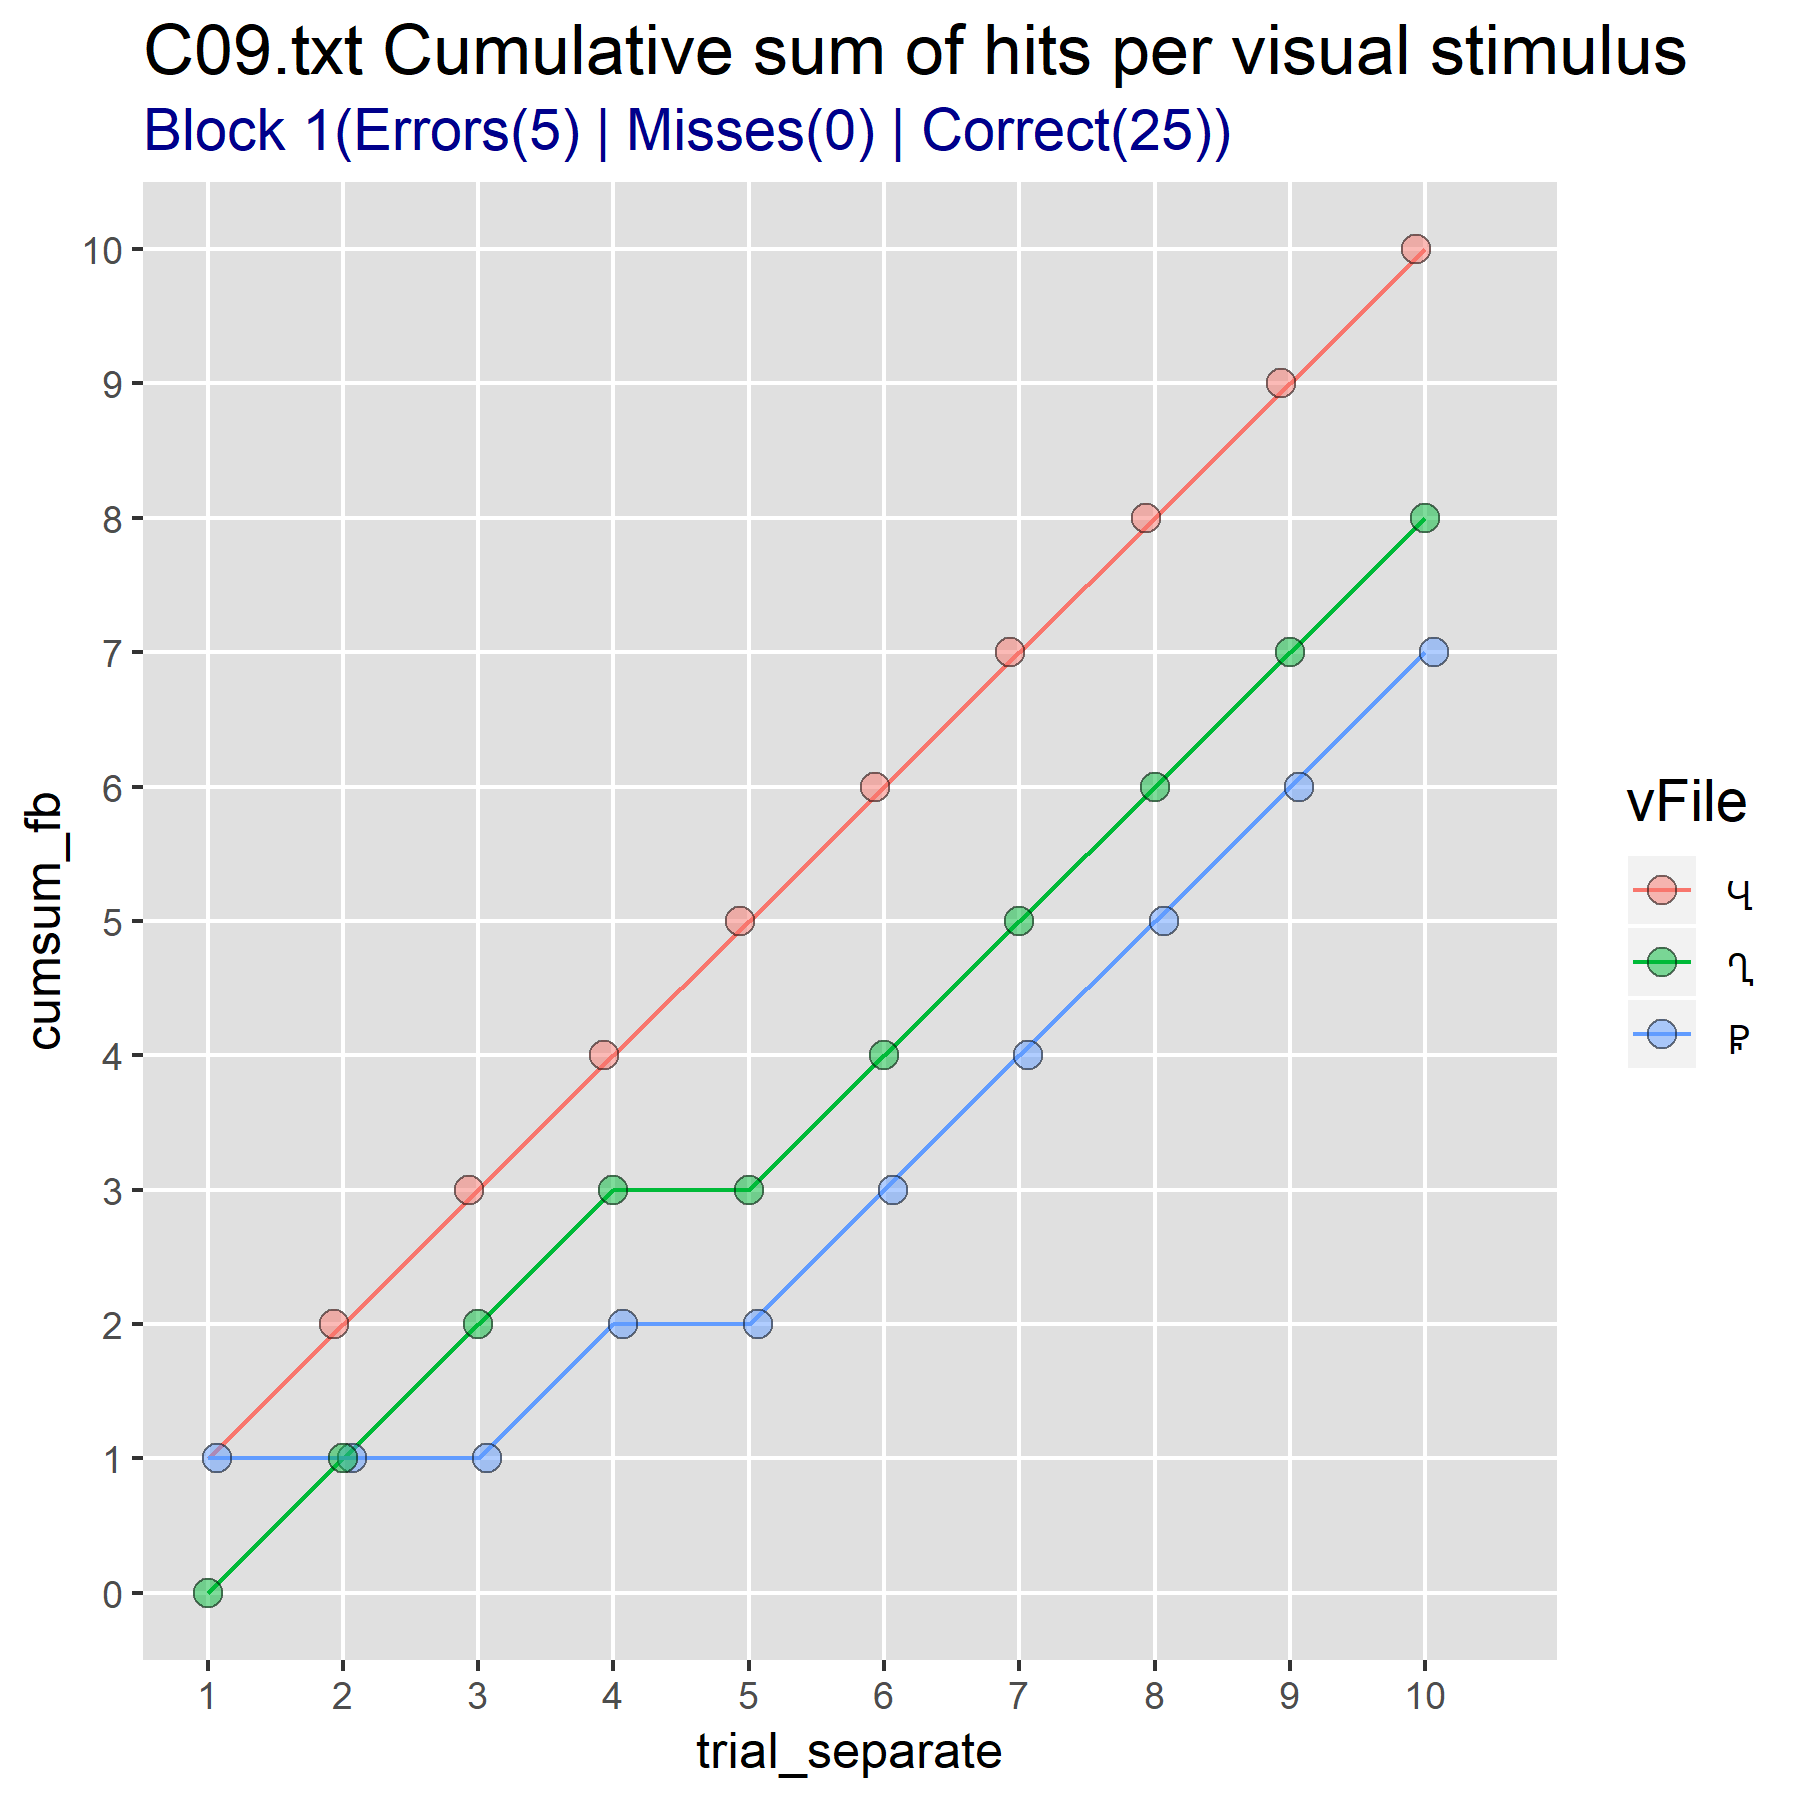 C09.txt Cumulative sum of hits per visual stimulus
Block 1(Errors(5) | Misses(0) | Correct(25))
10
9
8
7
6
5
4
3
2
1
0
cumsum_fb
1 2 3 4 5 6 7 8 9 10
trial_separate
vFile